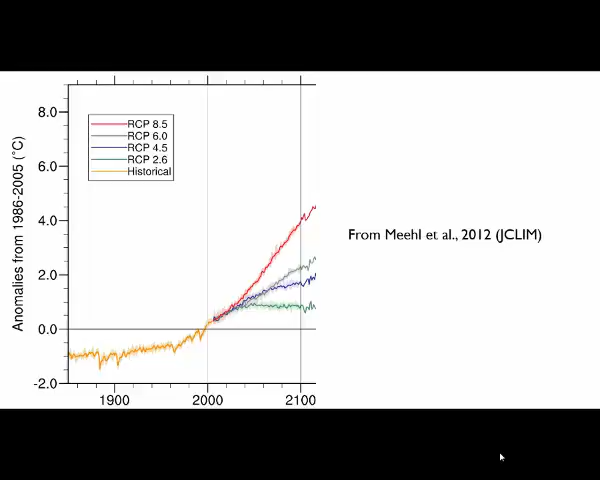 8.0
6.0
4.0
2.0
0.0
-2.0
Anomalies from 1986-2005 (°C)
RCP 8.5
RCP 6.0
RCP 4.5
RCP 2.6
Historical
1900
2000
2100
From Meehl et al., 2012 (JCLIM)